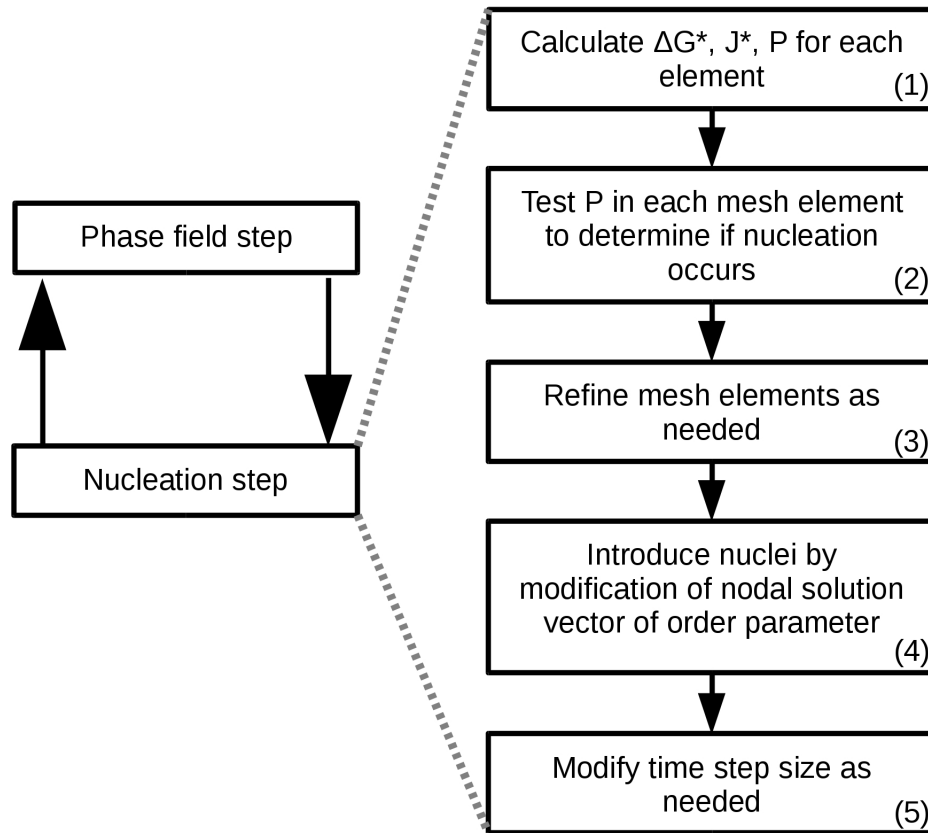 Phase field step
Nucleation step
Calculate ΔG*, J*, P for each
element
(1)
Test P in each mesh element
to determine if nucleation
occurs
(2)
Refine mesh elements as
needed
(3)
Introduce nuclei by
modification of nodal solution
vector of order parameter
(4)
Modify time step size as
needed
(5)